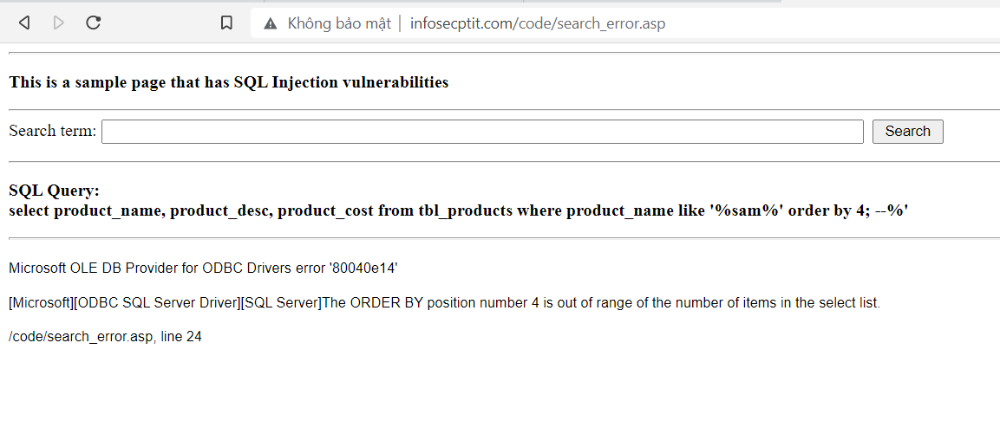 Không bảo mật | infosecptit.com/code/search_error.asp
This is a sample page that has SQL Injection vulnerabilities
Search term: Search
SQL Query:
select product_name, product_desc, product_cost from tbl_products where product_name like '%sam%' order by 4; --%'
Microsoft OLE DB Provider for ODBC Drivers error '80040e14'
[Microsoft][ODBC SQL Server Driver][SQL Server]The ORDER BY position number 4 is out of range of the number of items in the select list.
/code/search_error.asp, line 24